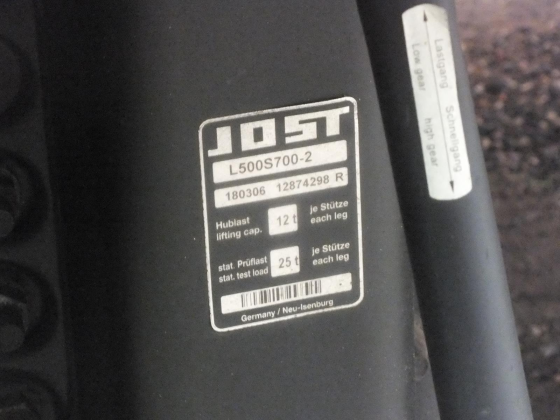 JOST
L500S700-2
180306 12874298 R
Hublast
lifting cap.
12 t
je Stütze
each leg
stat. Prüflast
stat. test load
25 t
je Stütze
each leg
Germany / Neu-Isenburg
Lastgang Schnellgang
Low gear high gear